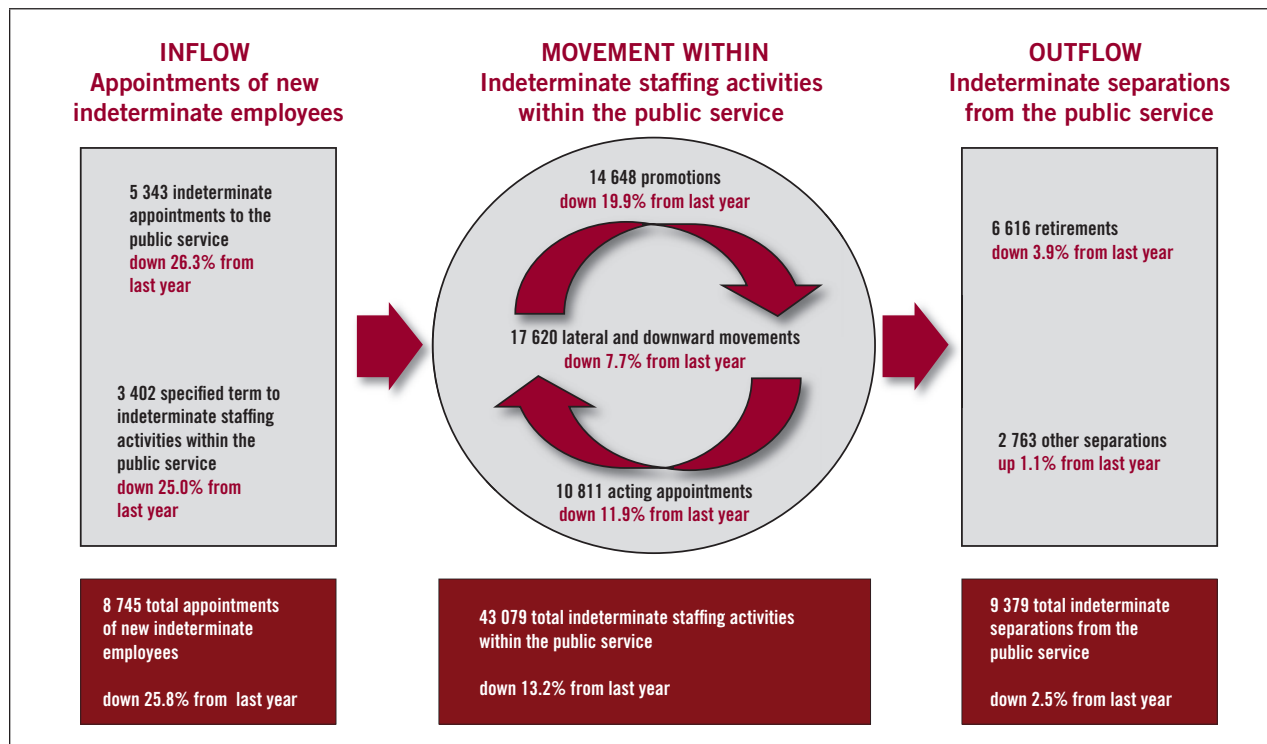 INFLOW
Appointments of new
indeterminate employees
5 343 indeterminate
appointments to the
public service
down 26.3% from
last year
3 402 specified term to
indeterminate staffing
activities within the
public service
down 25.0% from
last year
8 745 total appointments
of new indeterminate
employees
down 25.8% from last year
MOVEMENT WITHIN
Indeterminate staffing activities
within the public service
14 648 promotions
down 19.9% from last year
17 620 lateral and downward movements
down 7.7% from last year
10 811 acting appointments
down 11.9% from last year
43 079 total indeterminate staffing activities
within the public service
down 13.2% from last year
OUTFLOW
Indeterminate separations
from the public service
6 616 retirements
down 3.9% from last year
2 763 other separations
up 1.1% from last year
9 379 total indeterminate
separations from the
public service
down 2.5% from last year